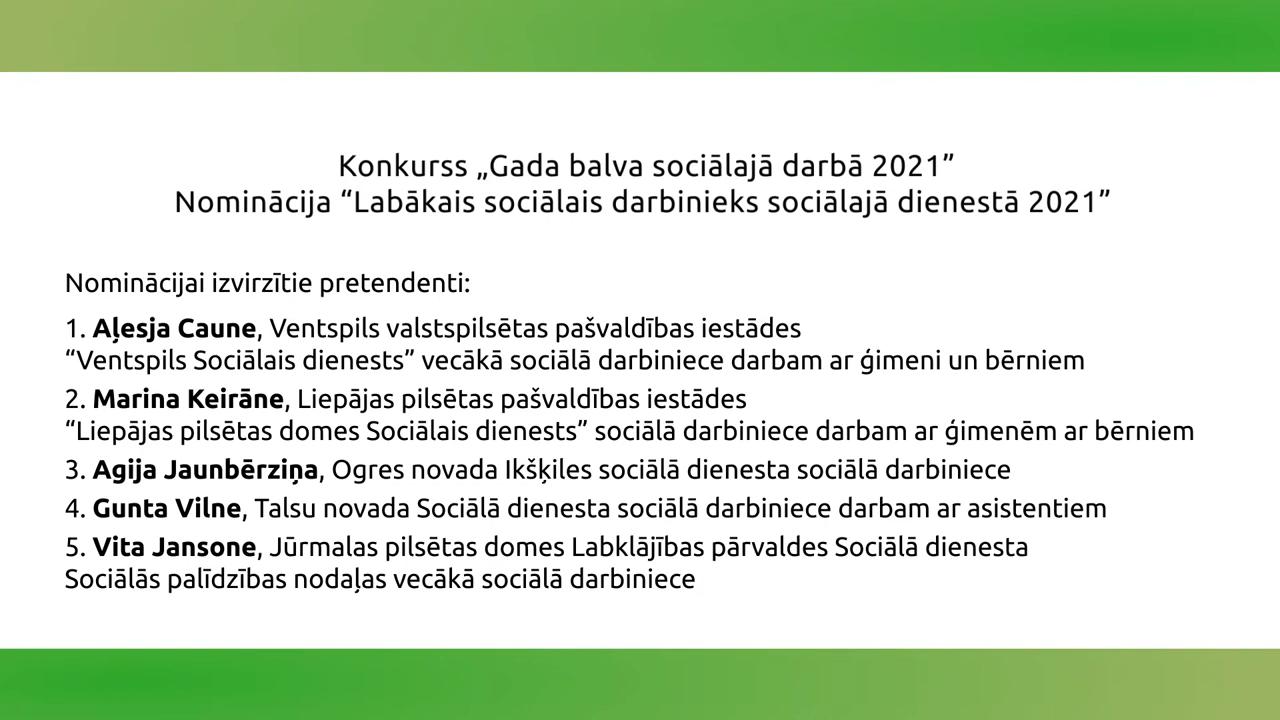 Konkurss „Gada balva sociālajā darbā 2021”
Nominācija “Labākais sociālais darbinieks sociālajā dienestā 2021”
Nominācijai izvirzītie pretendenti:
1. Aļesja Caune, Ventspils valstspilsētas pašvaldības iestādes
“Ventspils Sociālais dienests” vecākā sociālā darbiniece darbam ar ģimeni un bērniem
2. Marina Keirāne, Liepājas pilsētas pašvaldības iestādes
“Liepājas pilsētas domes Sociālais dienests” sociālā darbiniece darbam ar ģimenēm ar bērniem
3. Agija Jaunbērziņa, Ogres novada Ikšķiles sociālā dienesta sociālā darbiniece
4. Gunta Vilne, Talsu novada Sociālā dienesta sociālā darbiniece darbam ar asistentiem
5. Vita Jansone, Jūrmalas pilsētas domes Labklājības pārvaldes Sociālā dienesta
Sociālās palīdzības nodaļas vecākā sociālā darbiniece